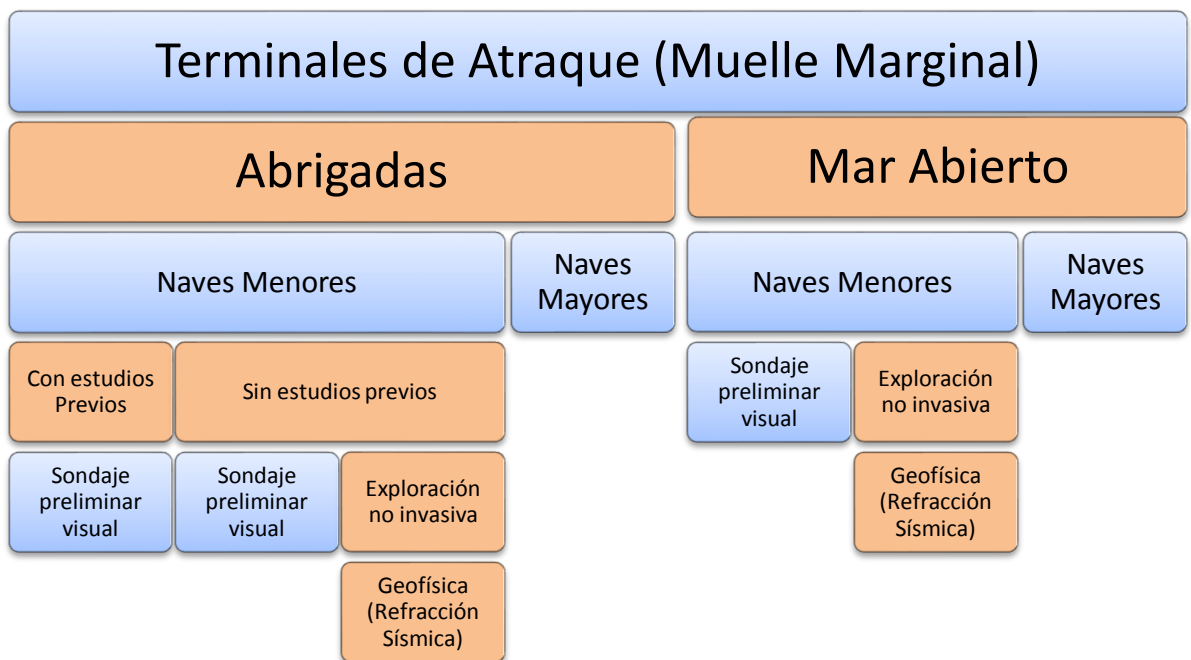 Terminales de Atraque (Muelle Marginal)
Abrigadas
Mar Abierto
Naves Menores
Naves
Mayores
Naves Menores
Naves
Mayores
Con estudios
Previos
Sin estudios previos
Sondaje
preliminar
visual
Exploración
no invasiva
Sondaje
preliminar
visual
Sondaje
preliminar
visual
Exploración
no invasiva
Geofísica
(Refracción
Sísmica)
Geofísica
(Refracción
Sísmica)